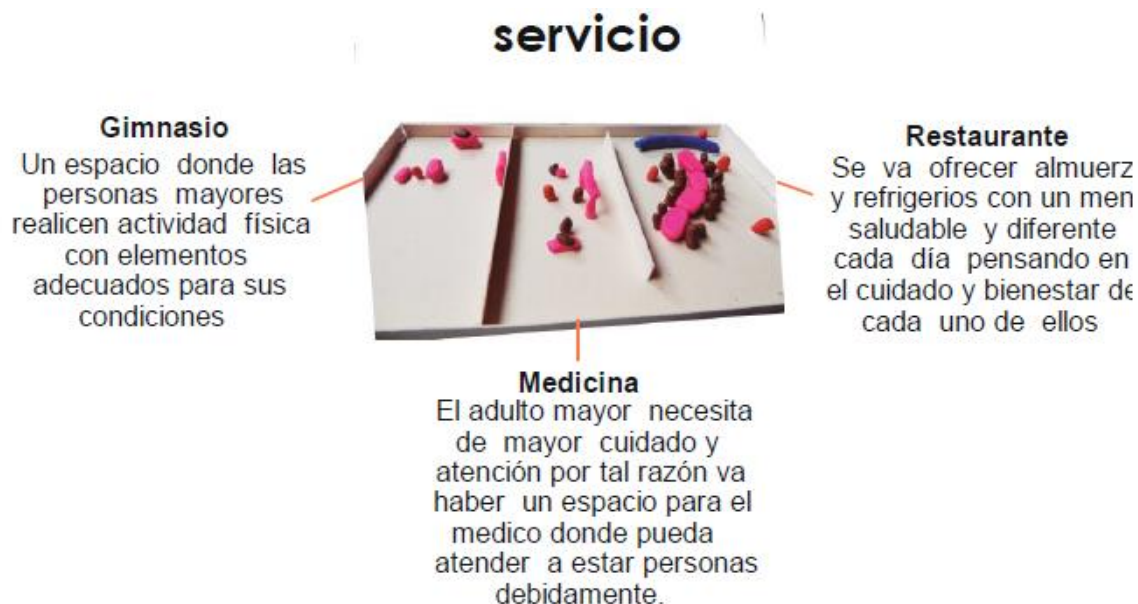 servicio
Gimnasio
Un espacio donde las
personas mayores
realicen actividad física
con elementos
adecuados para sus
condiciones
Restaurante
Se va ofrecer almuerz
y refrigerios con un men
saludable y diferente
cada día pensando en
el cuidado y bienestar de
cada uno de ellos
Medicina
El adulto mayor necesita
de mayor cuidado y
atención por tal razón va
haber un espacio para el
medico donde pueda
atender a estar personas
debidamente.